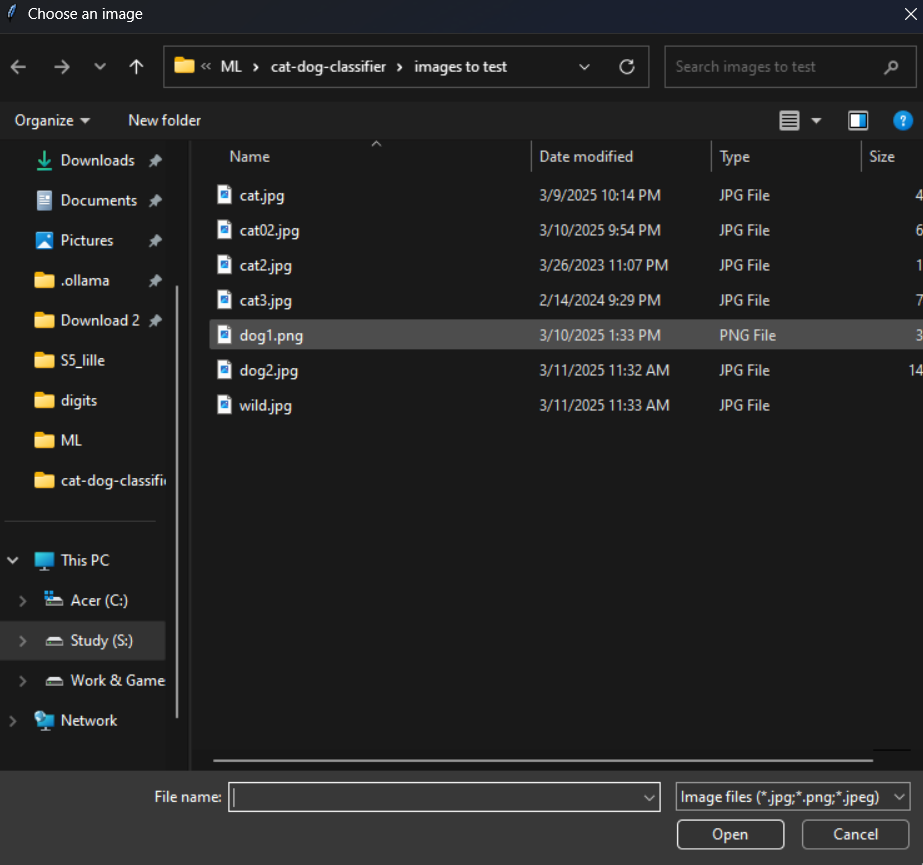 Choose an image
« ML › cat-dog-classifier › images to test
Search images to test
Organize
New folder
?
Downloads
Documents
Pictures
.ollama
Download 2
S5_lille
digits
ML
cat-dog-classifi
This PC
Acer (C:)
Study (S:)
Work & Game
Network
Name Date modified Type Size
cat.jpg 3/9/2025 10:14 PM JPG File 4
cat02.jpg 3/10/2025 9:54 PM JPG File 6
cat2.jpg 3/26/2023 11:07 PM JPG File 1
cat3.jpg 2/14/2024 9:29 PM JPG File 7
dog1.png 3/10/2025 1:33 PM PNG File 3
dog2.jpg 3/11/2025 11:32 AM JPG File 14
wild.jpg 3/11/2025 11:33 AM JPG File
File name:
Image files (*.jpg;*.png;*.jpeg)
Open
Cancel